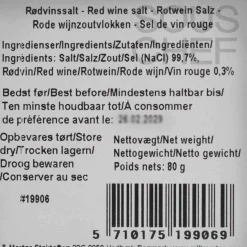 Rødvinssalt - Red wine salt - Rotwein Salz -
Rode wijnzoutvlokken - Sel de vin rouge
Ingredienser/Ingredients/Zutaten/Ingrediënten/
Ingredients: Salt/Salz/Zout/Sel (NaCl) 99,7%,
Rødvin/Red wine/Rotwein/Rode wijn/Vin rouge 0,3%
Bedst før/Best before/Mindestens haltbar bis/
Ten minste houdbaar tot/A consommer
de préférence avant le: 26.02.2029
Opbevares tørt/Store
dry/Trocken lagern/
Droog bewaren
/Conserver au sec
Nettovægt/Net weight/
Nettogewicht/Netto gewicht/
Poids nets: 80 g
#19906
5 710175 199069